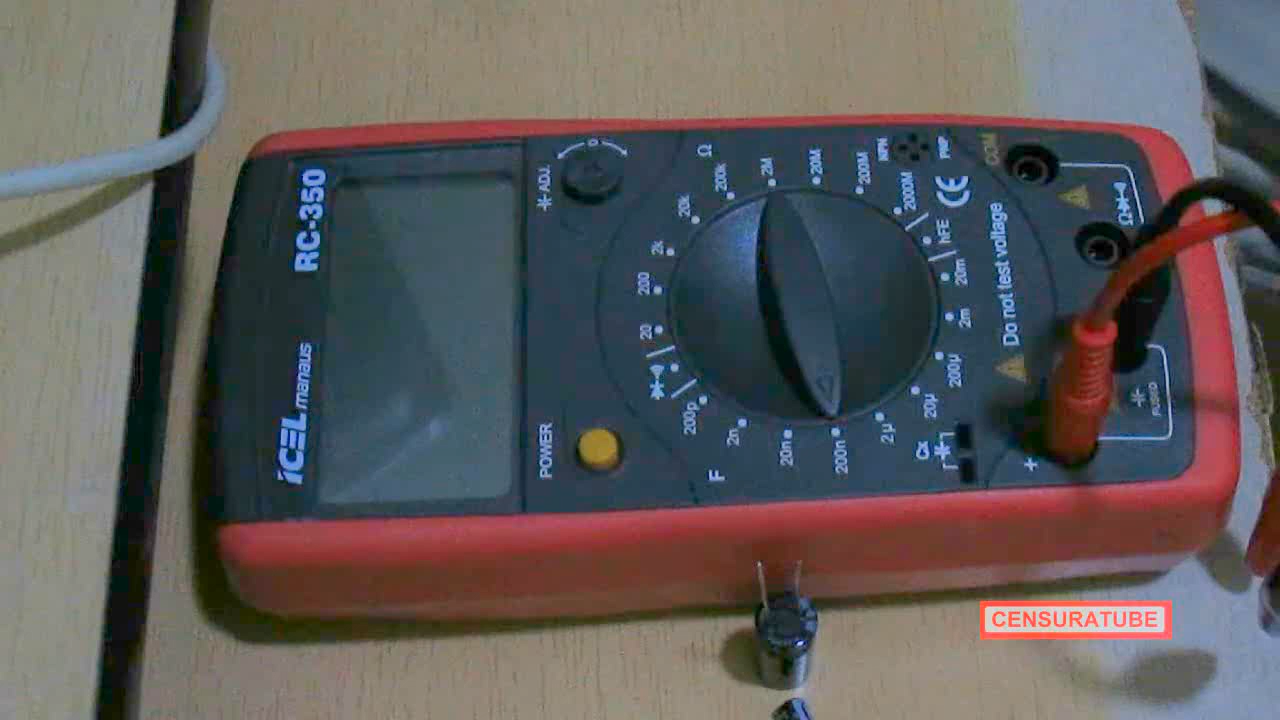 RC-350
iCEL manaus
ADJ.
0
POWER
Ω
200
20
2k
20k
200k
2M
20M
200M
2000M
hFE
NPN
PNP
CE
COM
Do not test voltage
20m
2m
200µ
20µ
2µ
200n
20n
2n
200p
F
Cx
+
CENSURATUBE